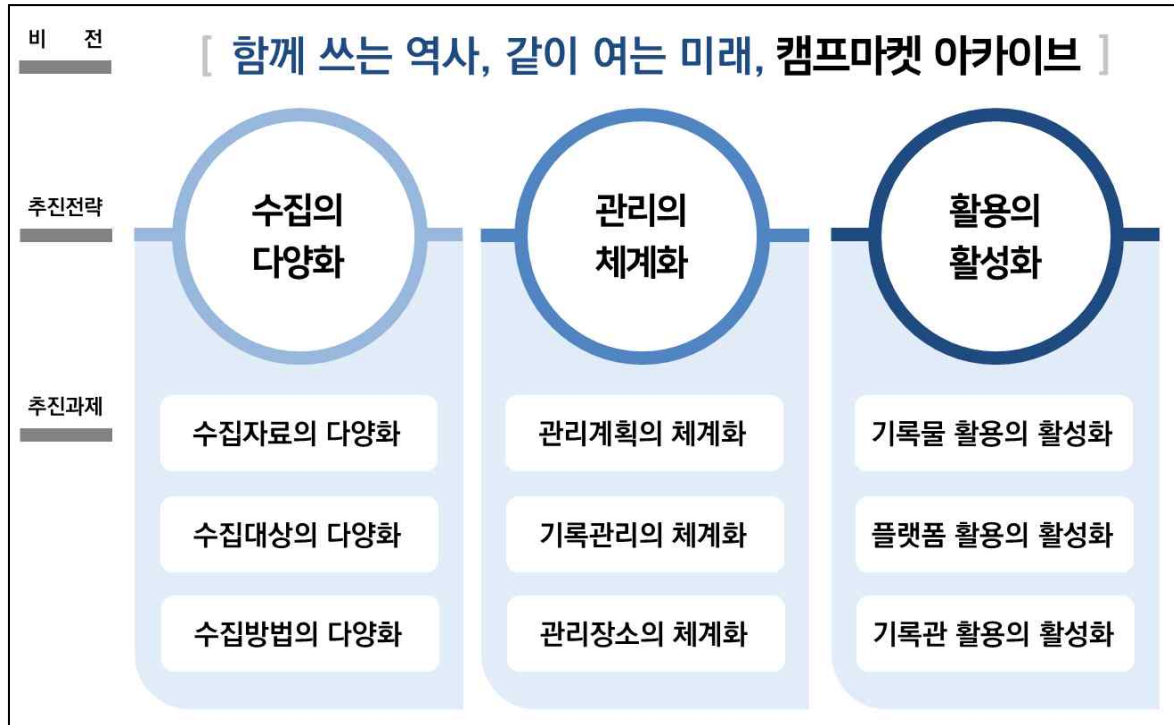 비 전
[ 함께 쓰는 역사, 같이 여는 미래, 캠프마켓 아카이브 ]
추진전략
수집의
다양화
관리의
체계화
활용의
활성화
추진과제
수집자료의 다양화
관리계획의 체계화
기록물 활용의 활성화
수집대상의 다양화
기록관리의 체계화
플랫폼 활용의 활성화
수집방법의 다양화
관리장소의 체계화
기록관 활용의 활성화